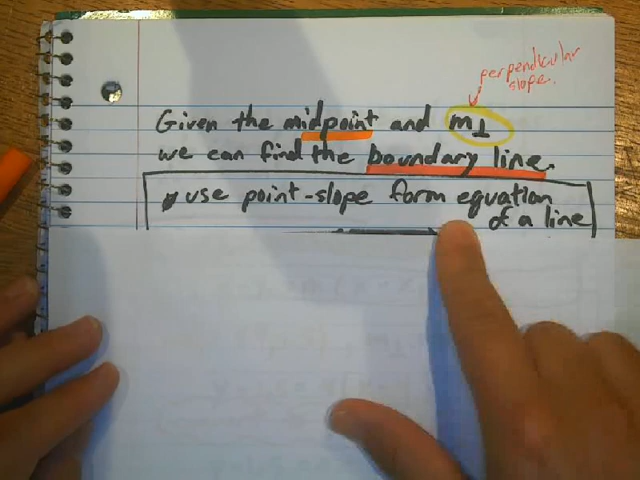 perpendicular
slope.
Given the midpoint and m⊥
we can find the boundary line.
use point-slope form equation
of a line